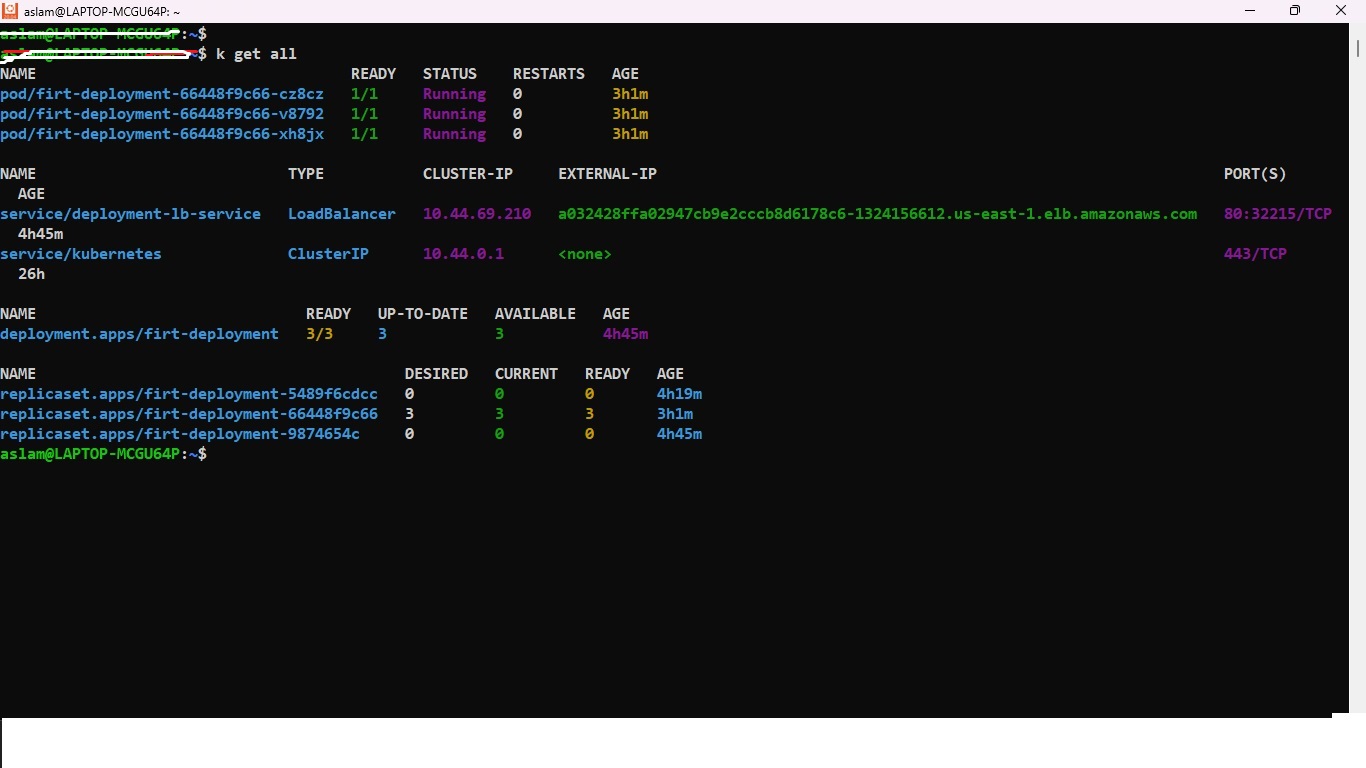 aslam@LAPTOP-MCGU64P: ~
aslam@LAPTOP-MCGU64P:~$
aslam@LAPTOP-MCGU64P:~$ k get all
NAME READY STATUS RESTARTS AGE
pod/firt-deployment-66448f9c66-cz8cz 1/1 Running 0 3h1m
pod/firt-deployment-66448f9c66-v8792 1/1 Running 0 3h1m
pod/firt-deployment-66448f9c66-xh8jx 1/1 Running 0 3h1m
NAME TYPE CLUSTER-IP EXTERNAL-IP PORT(S)
AGE
service/deployment-lb-service LoadBalancer 10.44.69.210 a032428ffa02947cb9e2cccb8d6178c6-1324156612.us-east-1.elb.amazonaws.com 80:32215/TCP
4h45m
service/kubernetes ClusterIP 10.44.0.1 <none> 443/TCP
26h
NAME READY UP-TO-DATE AVAILABLE AGE
deployment.apps/firt-deployment 3/3 3 3 4h45m
NAME DESIRED CURRENT READY AGE
replicaset.apps/firt-deployment-5489f6cdcc 0 0 0 4h19m
replicaset.apps/firt-deployment-66448f9c66 3 3 3 3h1m
replicaset.apps/firt-deployment-9874654c 0 0 0 4h45m
aslam@LAPTOP-MCGU64P:~$